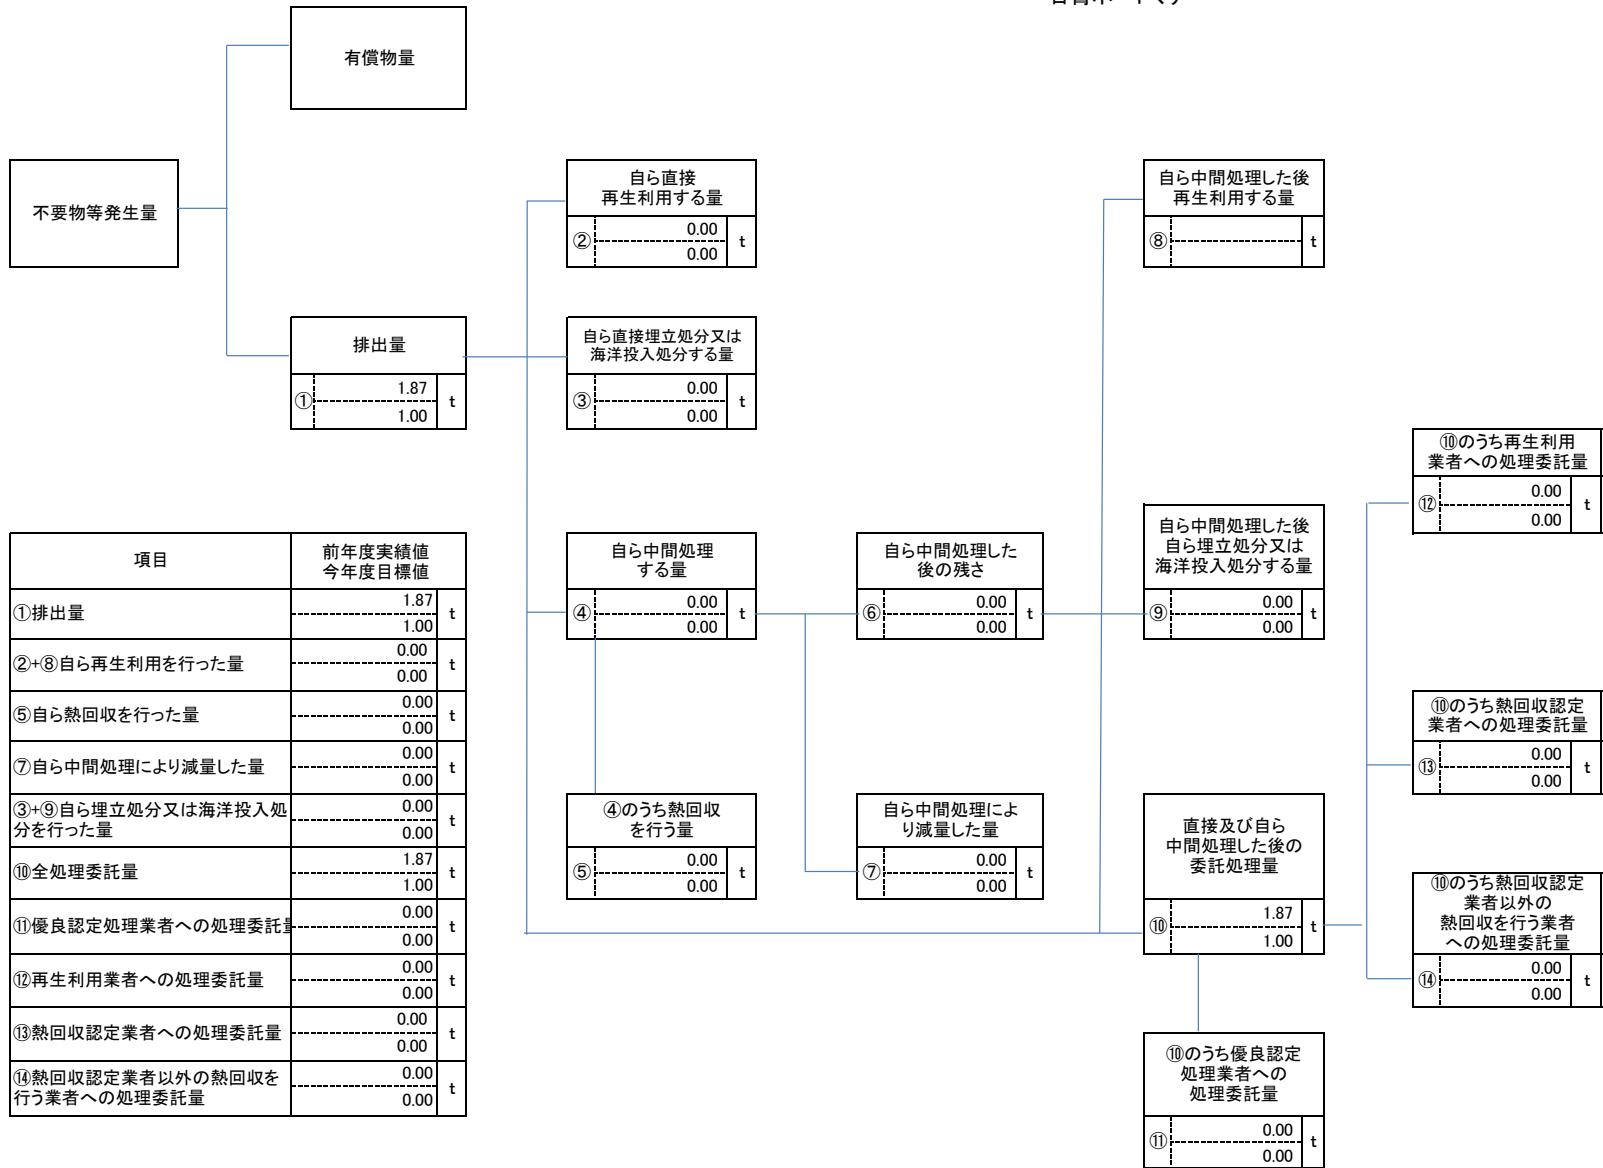 有償物量
不要物等発生量
自ら直接
再生利用する量
② 0.00 t
0.00
自ら中間処理した後
再生利用する量
⑧ t
排出量
① 1.87 t
1.00
自ら直接埋立処分又は
海洋投入処分する量
③ 0.00 t
0.00
⑩のうち再生利用
業者への処理委託量
⑫ 0.00 t
0.00
項目
前年度実績値
今年度目標値
①排出量 1.87 t
1.00
②+⑧自ら再生利用を行った量 0.00 t
0.00
⑤自ら熱回収を行った量 0.00 t
0.00
⑦自ら中間処理により減量した量 0.00 t
0.00
③+⑨自ら埋立処分又は海洋投入処
分を行った量 0.00 t
0.00
⑩全処理委託量 1.87 t
1.00
⑪優良認定処理業者への処理委託 0.00 t
0.00
⑫再生利用業者への処理委託量 0.00 t
0.00
⑬熱回収認定業者への処理委託量 0.00 t
0.00
⑭熱回収認定業者以外の熱回収を
行う業者への処理委託量 0.00 t
0.00
自ら中間処理
する量
④ 0.00 t
0.00
自ら中間処理した
後の残さ
⑥ 0.00 t
0.00
自ら中間処理した後
自ら埋立処分又は
海洋投入処分する量
⑨ 0.00 t
0.00
④のうち熱回収
を行う量
⑤ 0.00 t
0.00
自ら中間処理によ
り減量した量
⑦ 0.00 t
0.00
直接及び自ら
中間処理した後の
委託処理量
⑩ 1.87 t
1.00
⑩のうち熱回収認定
業者への処理委託量
⑬ 0.00 t
0.00
⑩のうち熱回収認定
業者以外の
熱回収を行う業者
への処理委託量
⑭ 0.00 t
0.00
⑩のうち優良認定
処理業者への
処理委託量
⑪ 0.00 t
0.00